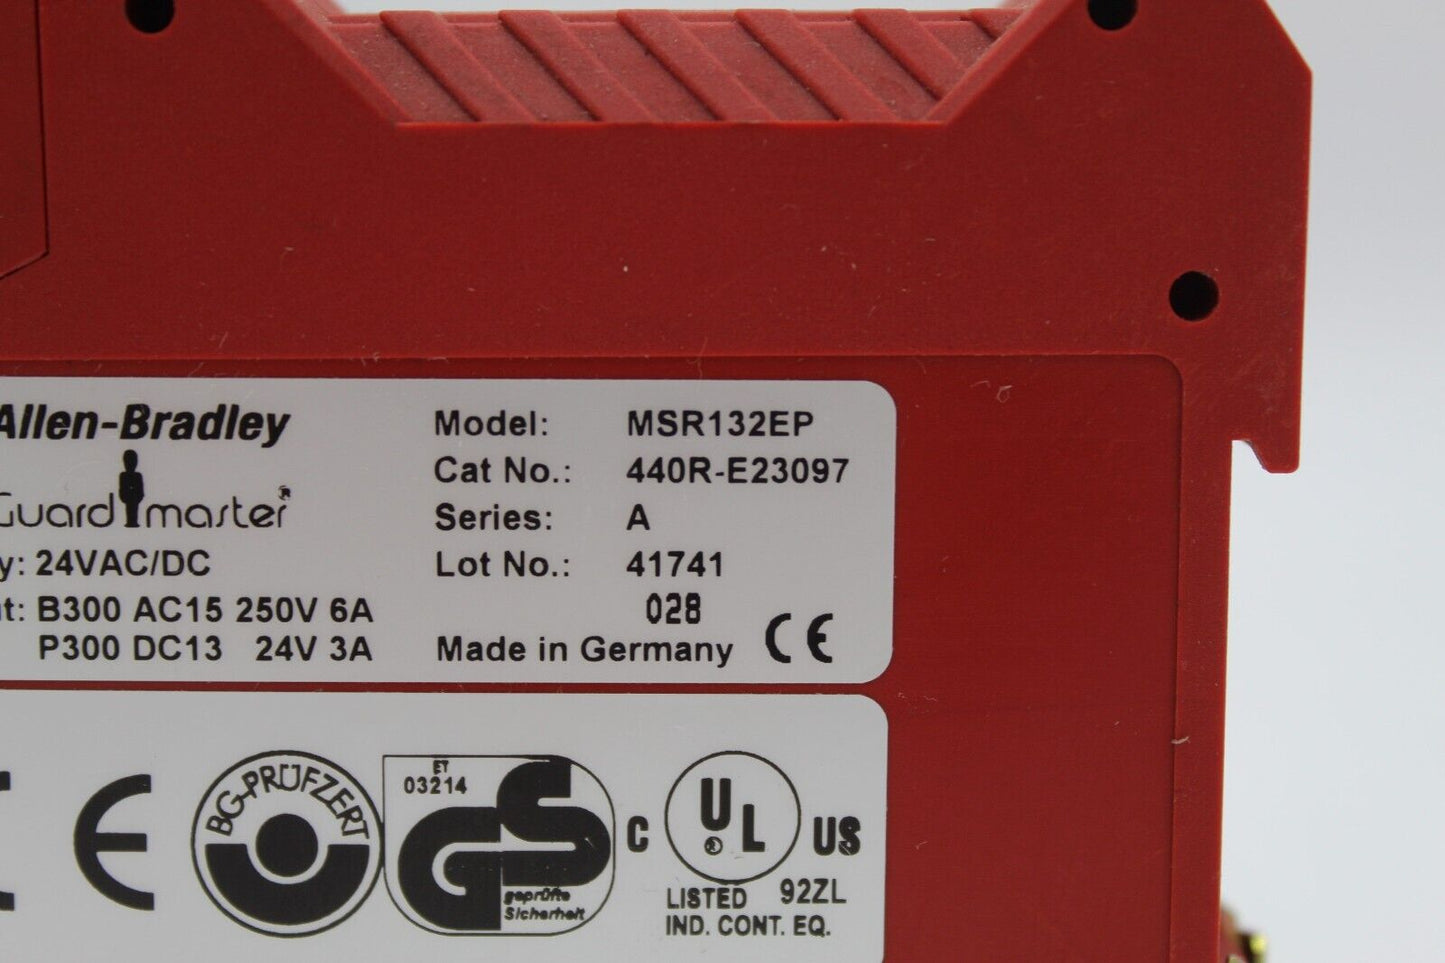 Allen-Bradley
Guardmaster®
y: 24VAC/DC
t: B300 AC15 250V 6A
P300 DC13 24V 3A
Model: MSR132EP
Cat No.: 440R-E23097
Series: A
Lot No.: 41741
028
Made in Germany CE
CE
BG-PRÜFZERT
ET
03214
GS
geprüfte
Sicherheit
C UL US
LISTED 92ZL
IND. CONT. EQ.